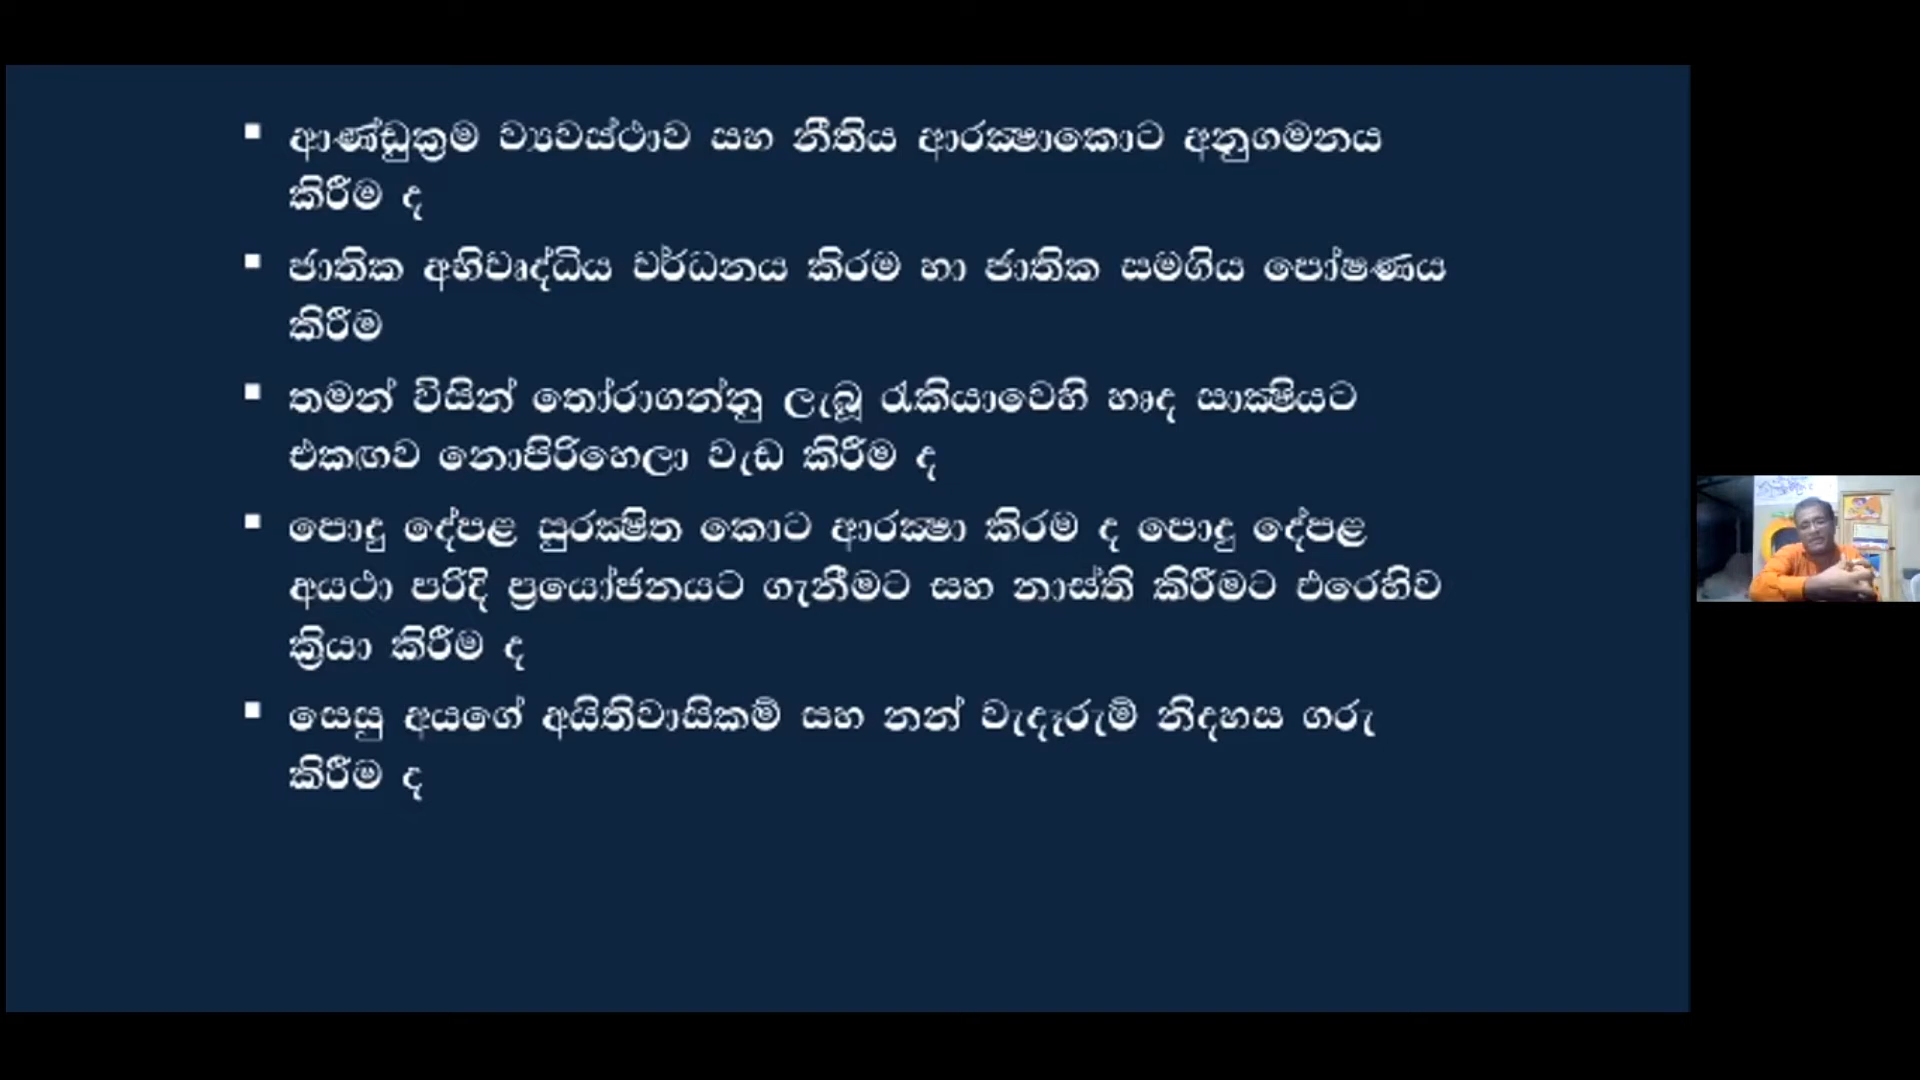 ▪ ආණ්ඩුක්‍රම ව්‍යවස්ථාව සහ නීතිය ආරක්‍ෂාකොට අනුගමනය
කිරීම ද
▪ ජාතික අභිවෘද්ධිය වර්ධනය කිරම හා ජාතික සමගිය පෝෂණය
කිරීම
▪ තමන් විසින් තෝරාගන්නු ලැබූ රැකියාවෙහි හෘද සාක්‍ෂියට
එකඟව නොපිරිහෙලා වැඩ කිරීම ද
▪ පොදු දේපළ සුරක්‍ෂිත කොට ආරක්‍ෂා කිරම ද පොදු දේපළ
අයථා පරිදි ප්‍රයෝජනයට ගැනීමට සහ නාස්ති කිරීමට එරෙහිව
ක්‍රියා කිරීම ද
▪ සෙසු අයගේ අයිතිවාසිකම් සහ නන් වැදෑරුම් නිදහස ගරු
කිරීම ද